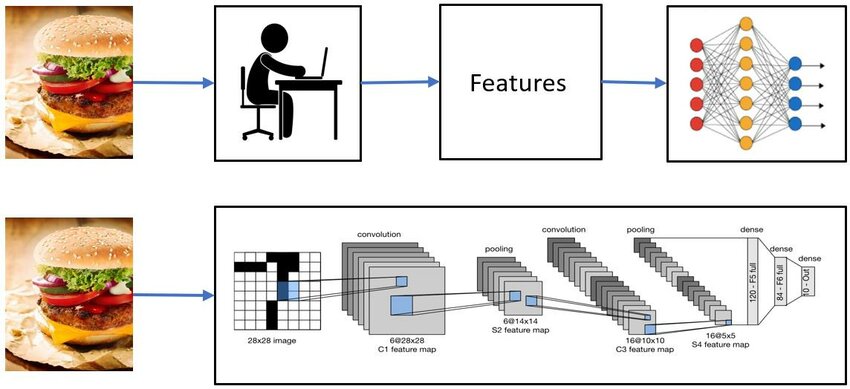 Features
convolution
pooling
convolution
pooling
dense
dense
dense
28x28 image
6@28x28
C1 feature map
6@14x14
S2 feature map
16@10x10
C3 feature map
16@5x5
S4 feature map
120 - F5 full
84 - F6 full
10 - Out